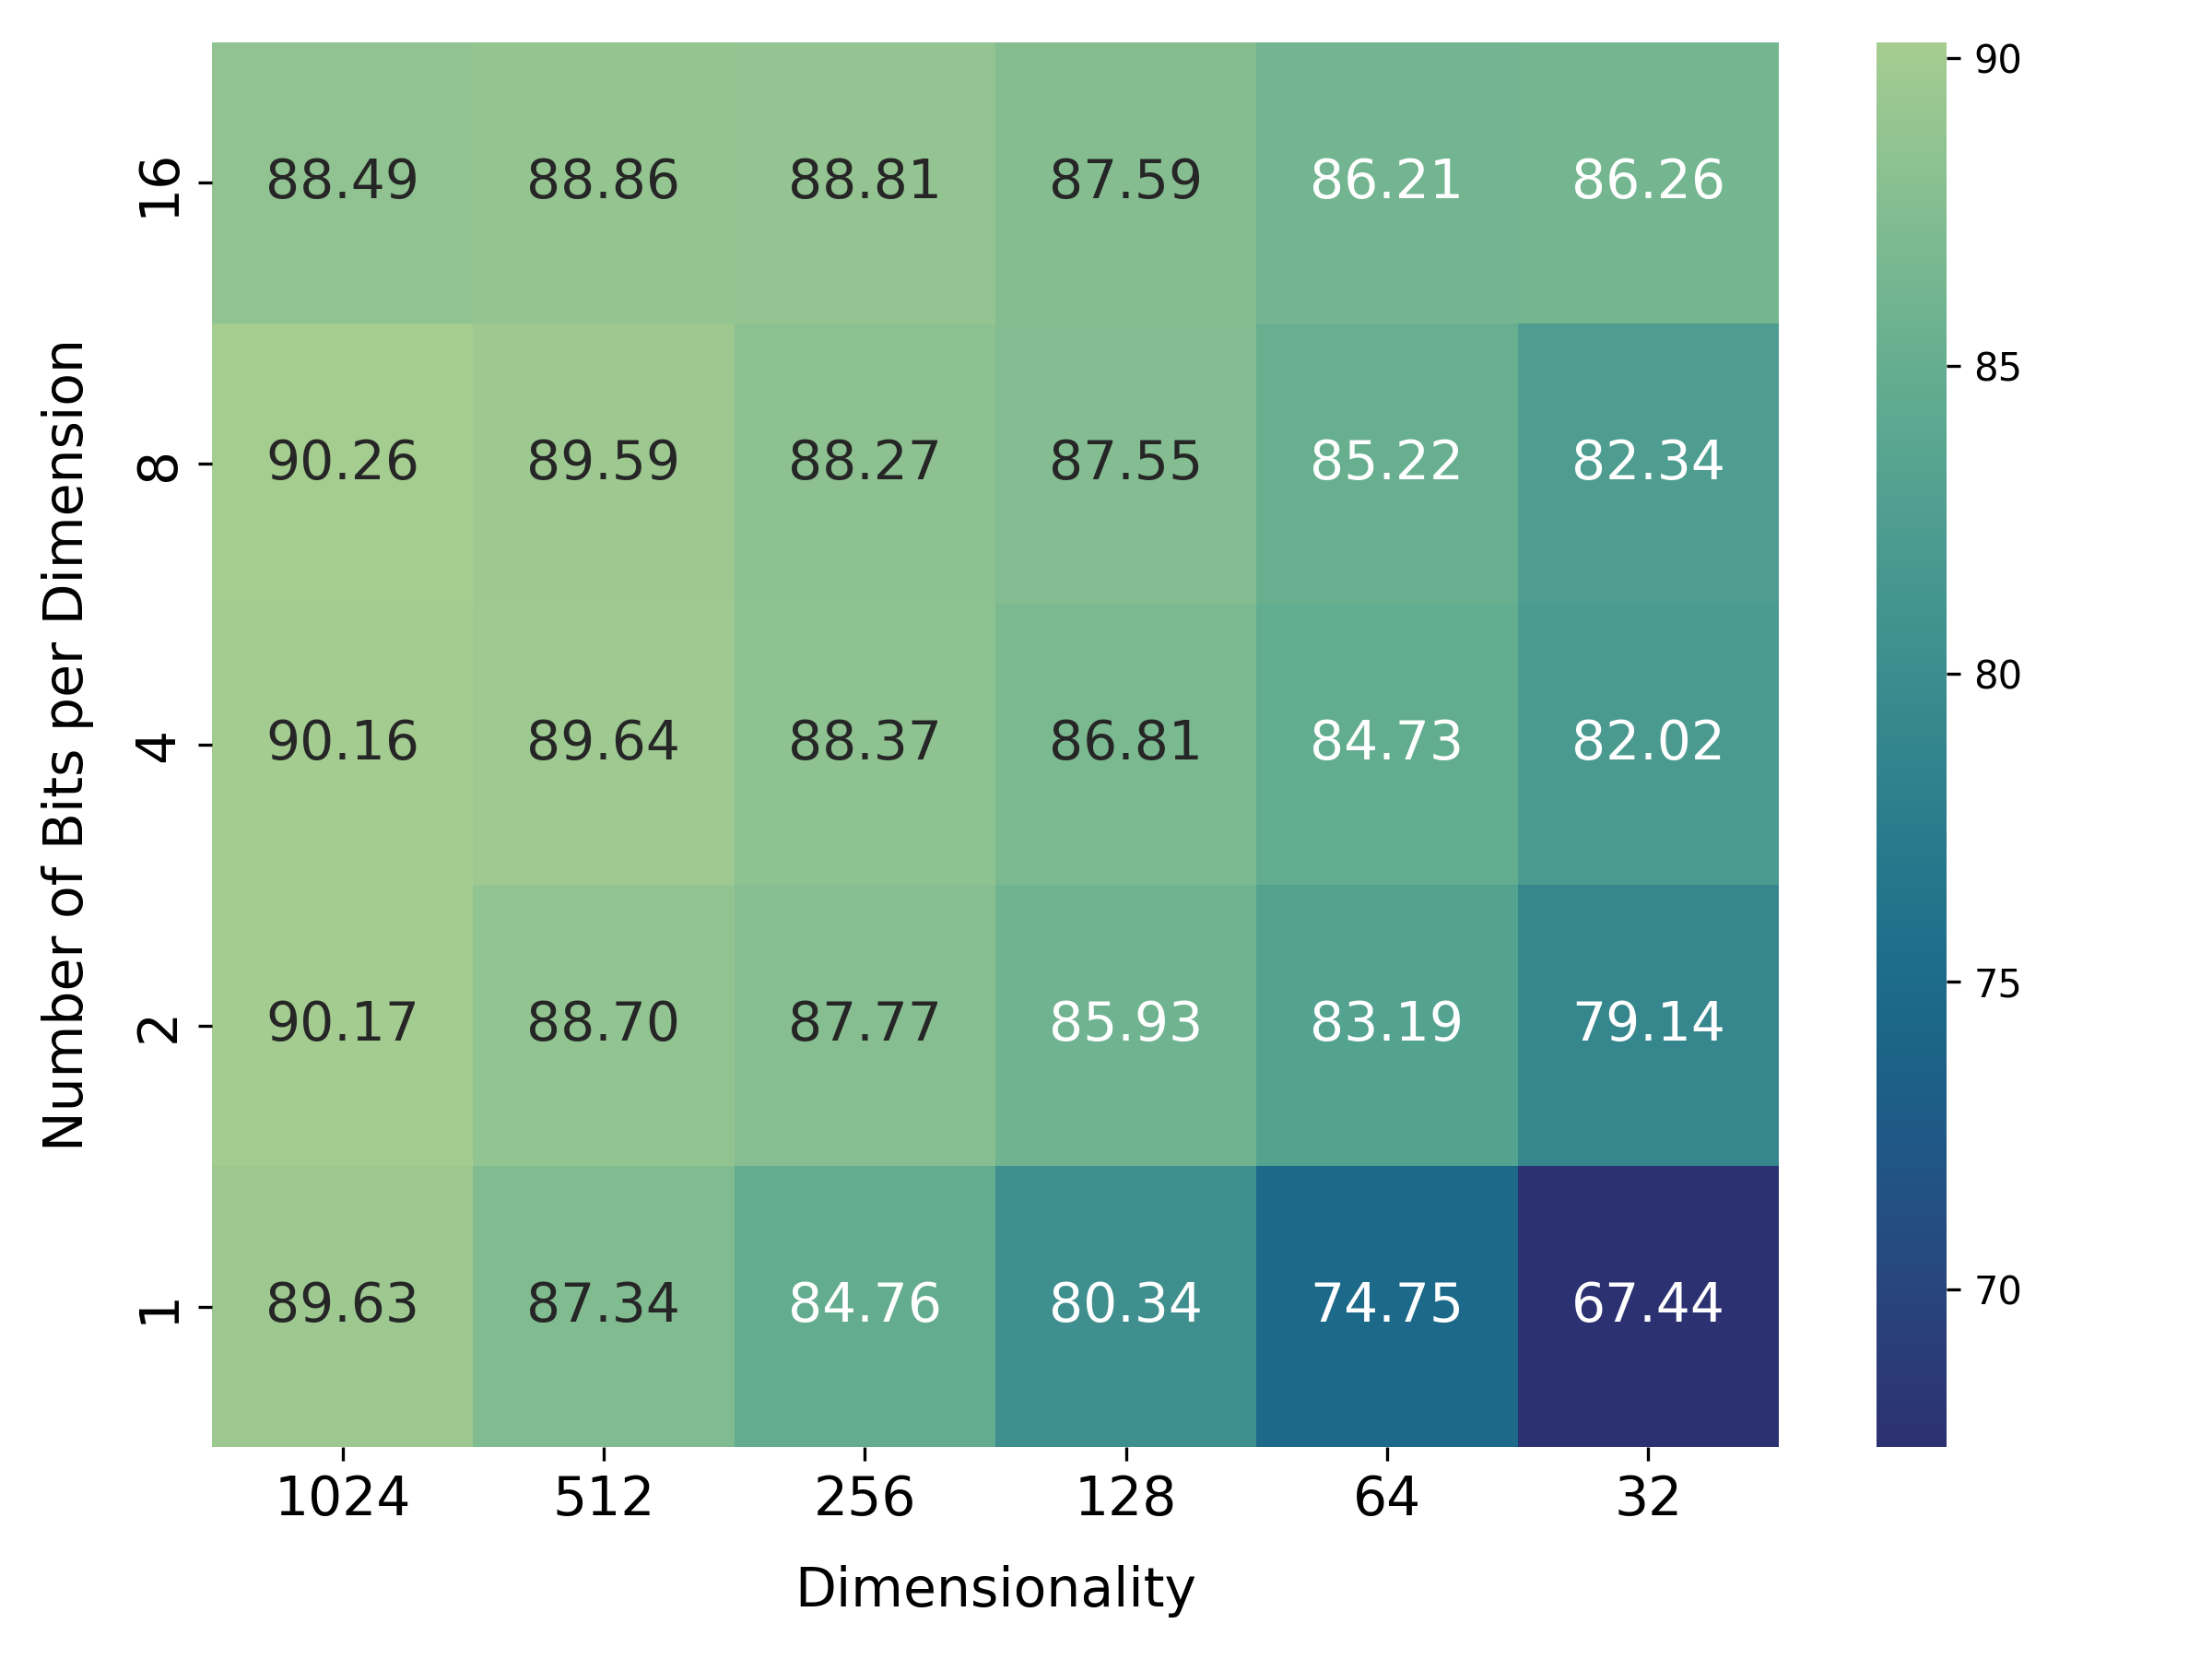 Number of Bits per Dimension
16 88.49 88.86 88.81 87.59 86.21 86.26
8 90.26 89.59 88.27 87.55 85.22 82.34
4 90.16 89.64 88.37 86.81 84.73 82.02
2 90.17 88.70 87.77 85.93 83.19 79.14
1 89.63 87.34 84.76 80.34 74.75 67.44
1024 512 256 128 64 32
Dimensionality
90
85
80
75
70